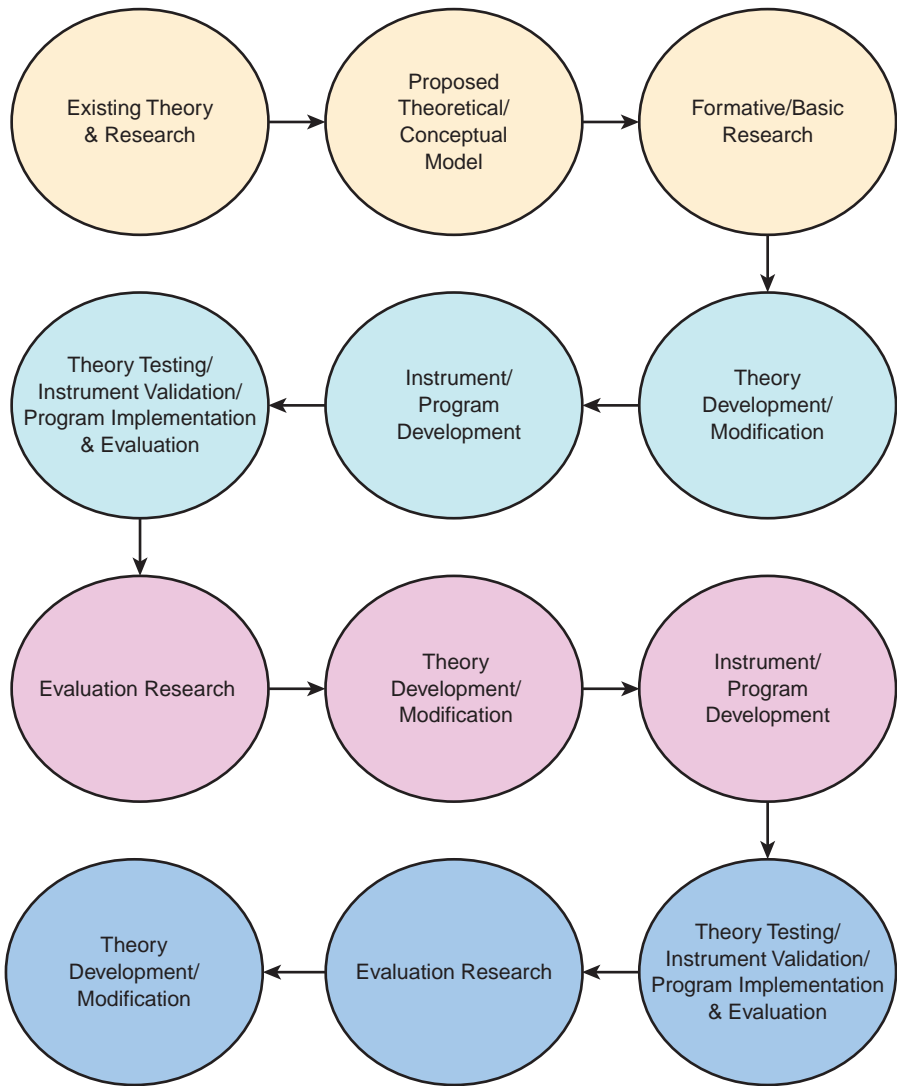 Existing Theory
& Research
Proposed
Theoretical/
Conceptual
Model
Formative/Basic
Research
Theory Testing/
Instrument Validation/
Program Implementation
& Evaluation
Instrument/
Program
Development
Theory
Development/
Modification
Evaluation Research
Theory
Development/
Modification
Instrument/
Program
Development
Theory
Development/
Modification
Evaluation Research
Theory Testing/
Instrument Validation/
Program Implementation
& Evaluation